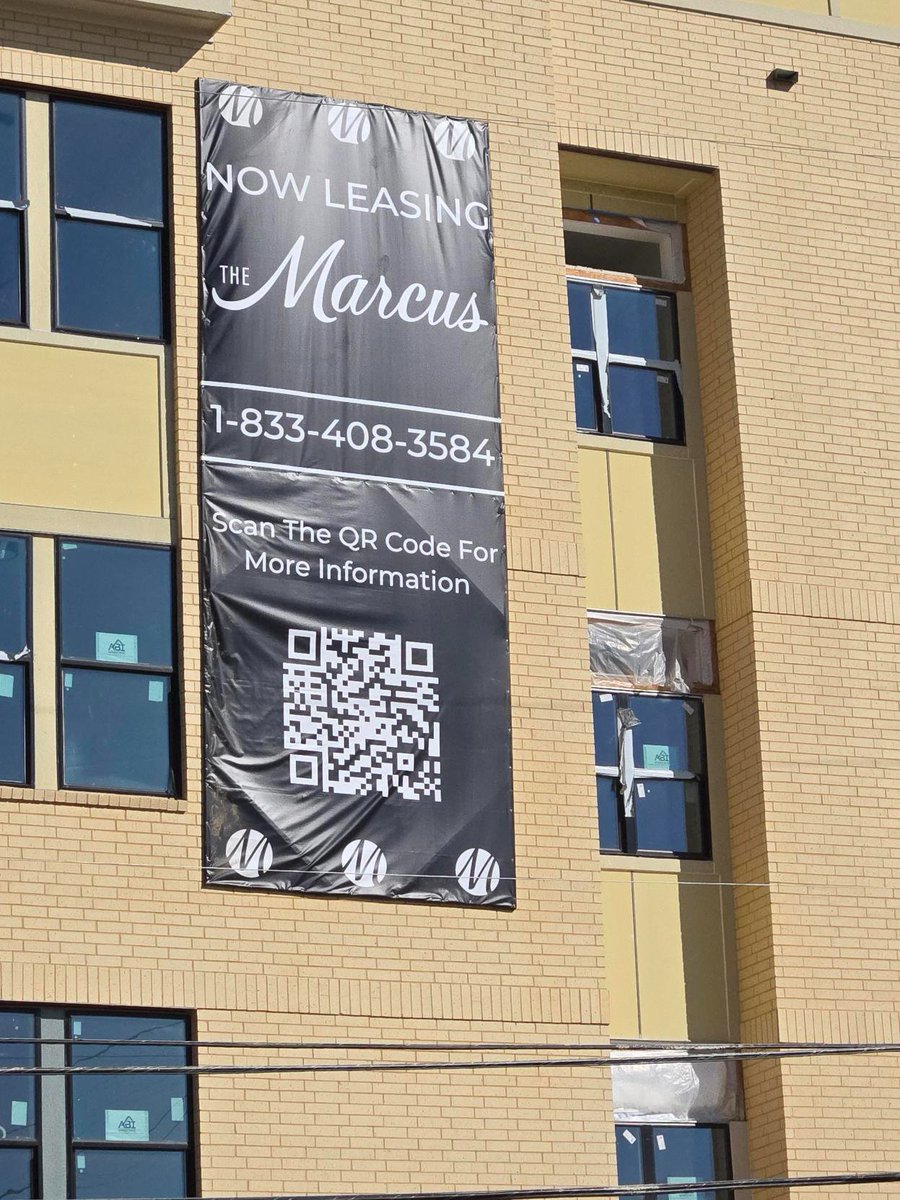 M M M
NOW LEASING
THE Marcus
1-833-408-3584
Scan The QR Code For
More Information
M M M